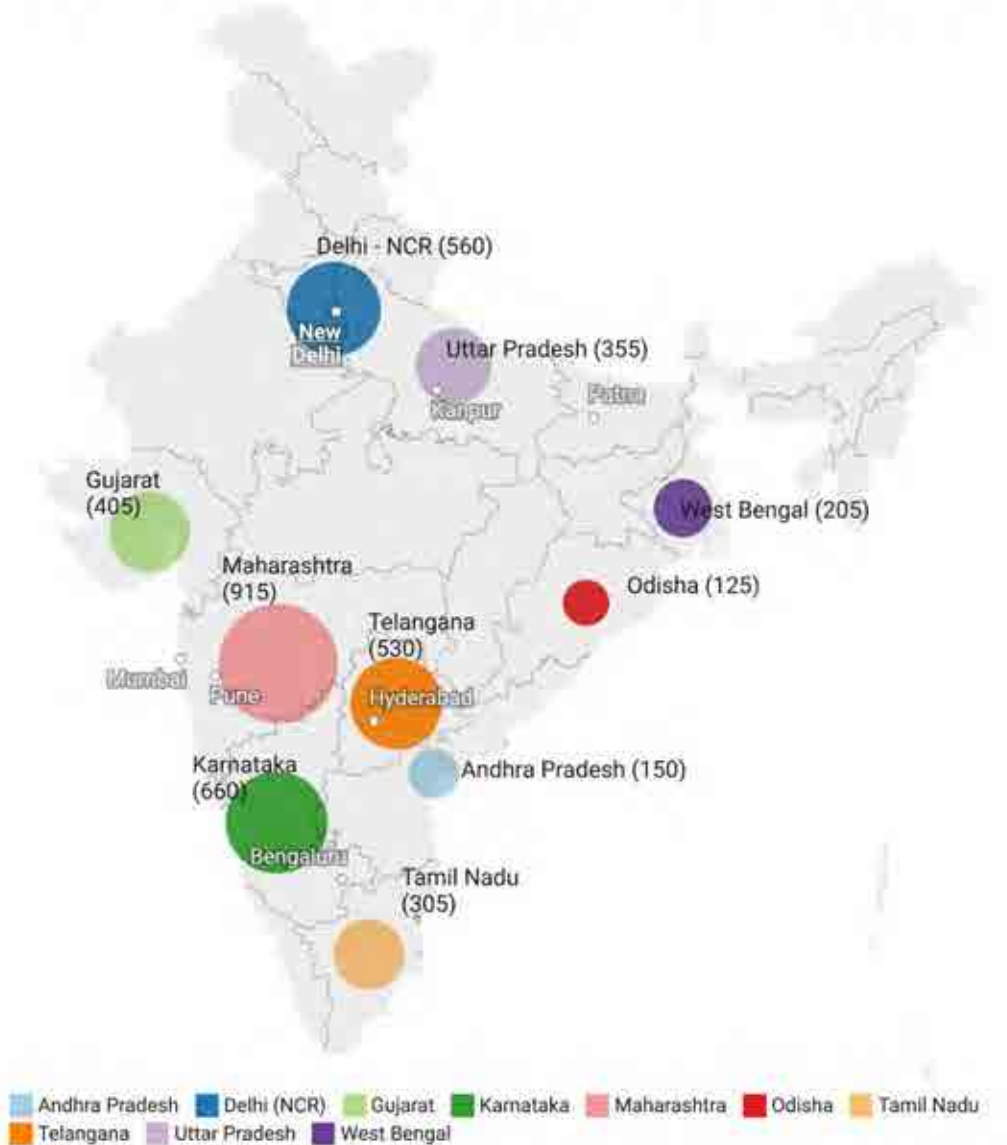 Delhi - NCR (560)
New
Delhi
Uttar Pradesh (355)
Kanpur
Patna
Gujarat
(405)
West Bengal (205)
Maharashtra
(915)
Odisha (125)
Telangana
(530)
Mumbai
Pune
Hyderabad
Karnataka
(660)
Andhra Pradesh (150)
Bengaluru
Tamil Nadu
(305)
Andhra Pradesh Delhi (NCR) Gujarat Karnataka Maharashtra Odisha Tamil Nadu
Telangana Uttar Pradesh West Bengal